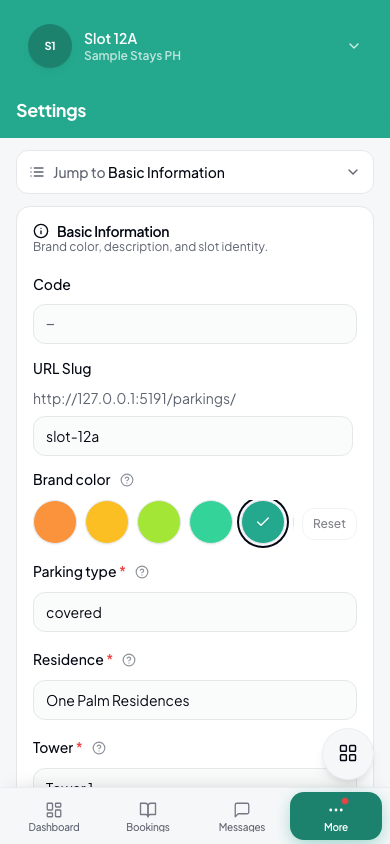 S1
Slot 12A
Sample Stays PH
Settings
Jump to Basic Information
Basic Information
Brand color, description, and slot identity.
Code
–
URL Slug
http://127.0.0.1:5191/parkings/
slot-12a
Brand color
Reset
Parking type *
covered
Residence *
One Palm Residences
Tower *
Tower 1
Dashboard
Bookings
Messages
More